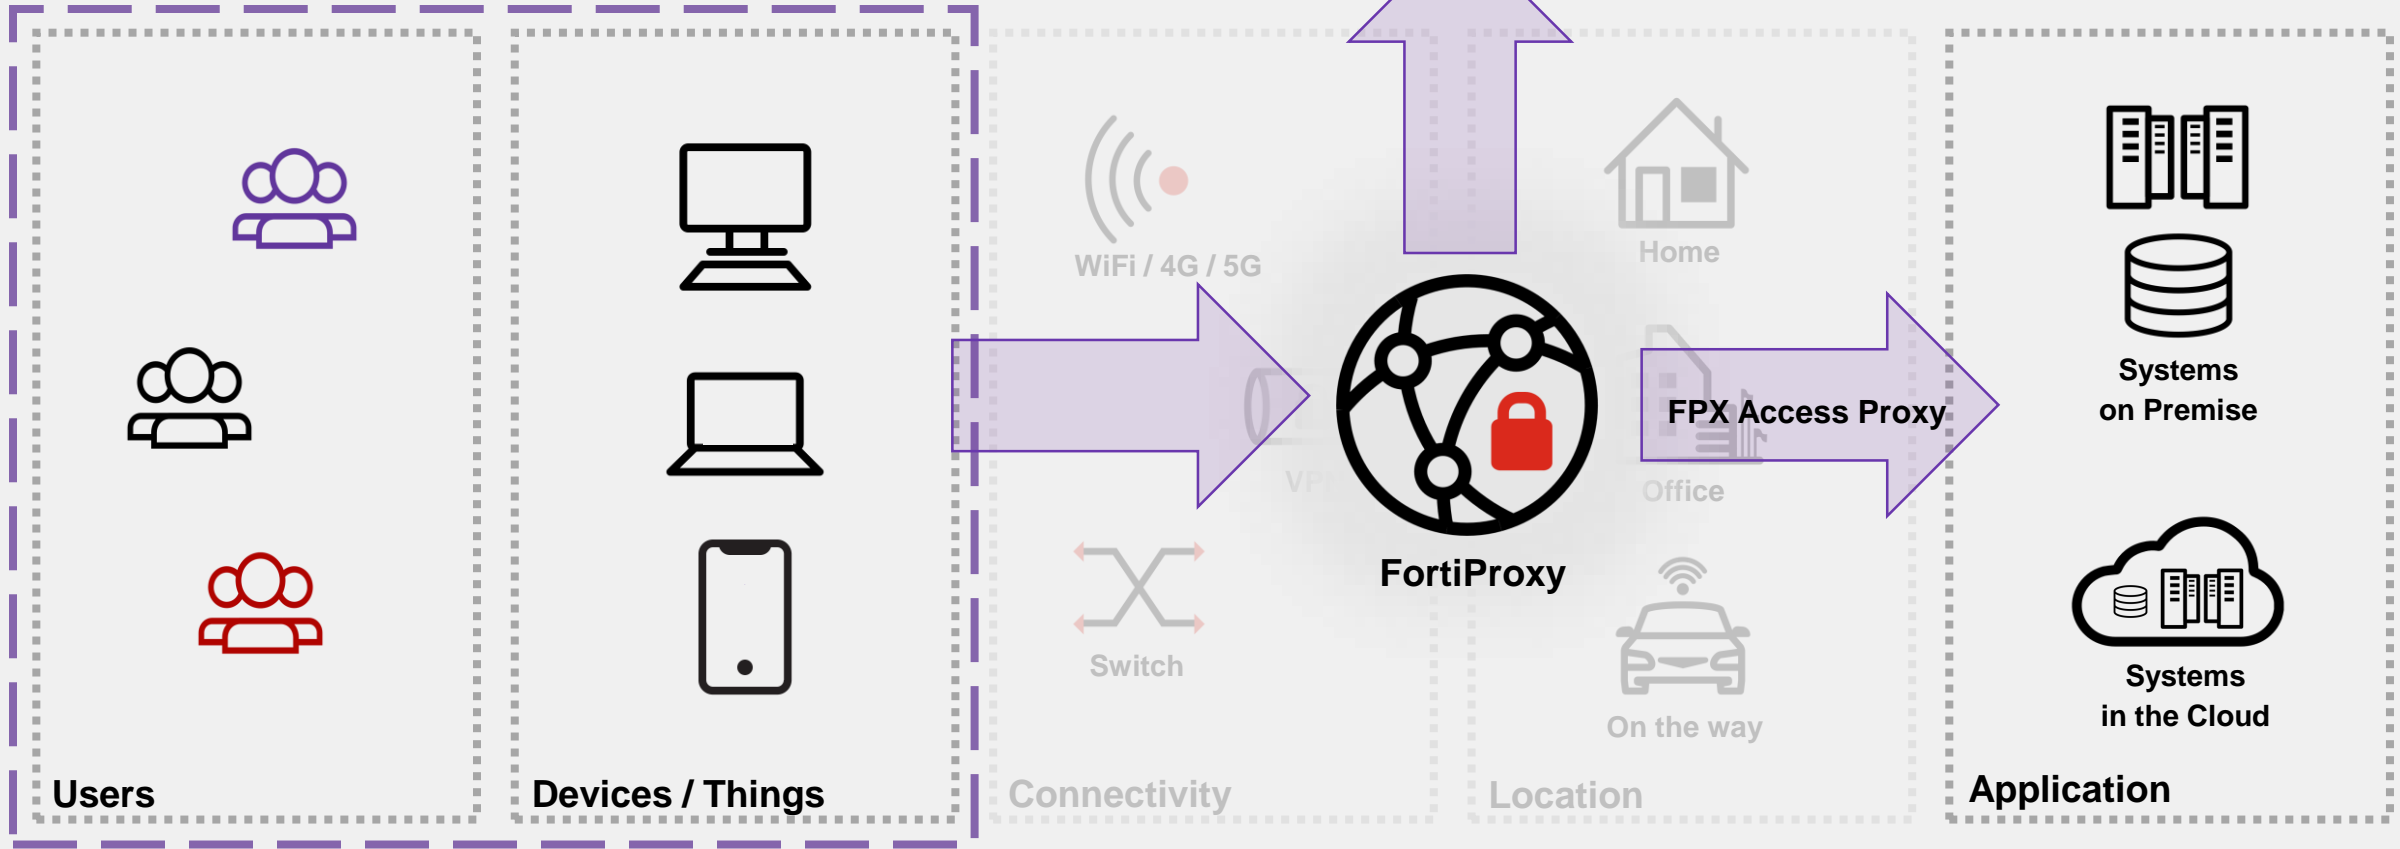 WiFi / 4G / 5G
Home
VP
FPX Access Proxy
Office
FortiProxy
Switch
On the way
Systems
on Premise
Systems
in the Cloud
Users
Devices / Things
Connectivity
Location
Application